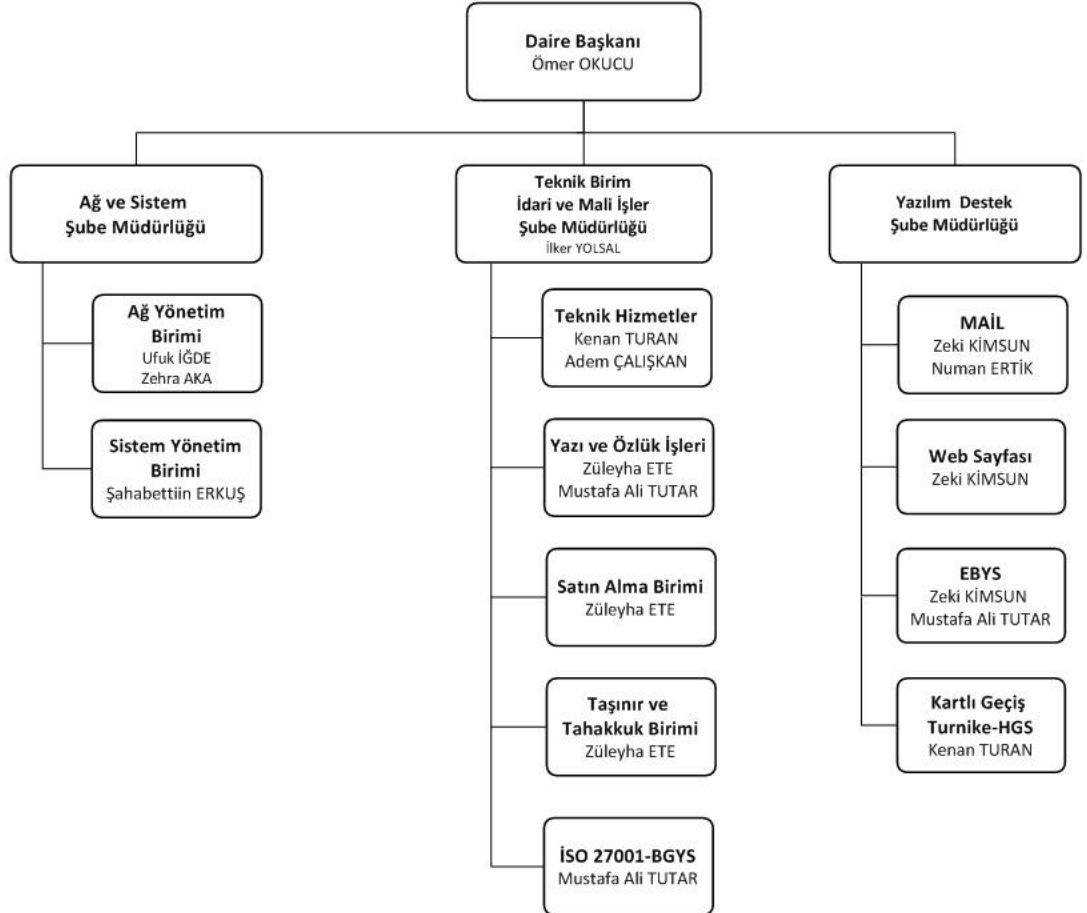 Daire Başkanı
Ömer OKUCU
Ağ ve Sistem
Şube Müdürlüğü
Ağ Yönetim
Birimi
Ufuk İĞDE
Zehra AKA
Sistem Yönetim
Birimi
Şahabettiin ERKUŞ
Teknik Birim
İdari ve Mali İşler
Şube Müdürlüğü
İlker YOLSAL
Teknik Hizmetler
Kenan TURAN
Adem ÇALIŞKAN
Yazı ve Özlük İşleri
Züleyha ETE
Mustafa Ali TUTAR
Satın Alma Birimi
Züleyha ETE
Taşınır ve
Tahakkuk Birimi
Züleyha ETE
İSO 27001-BGYS
Mustafa Ali TUTAR
Yazılım Destek
Şube Müdürlüğü
MAİL
Zeki KİMSUN
Numan ERTİK
Web Sayfası
Zeki KİMSUN
EBYS
Zeki KİMSUN
Mustafa Ali TUTAR
Kartlı Geçiş
Turnike-HGS
Kenan TURAN